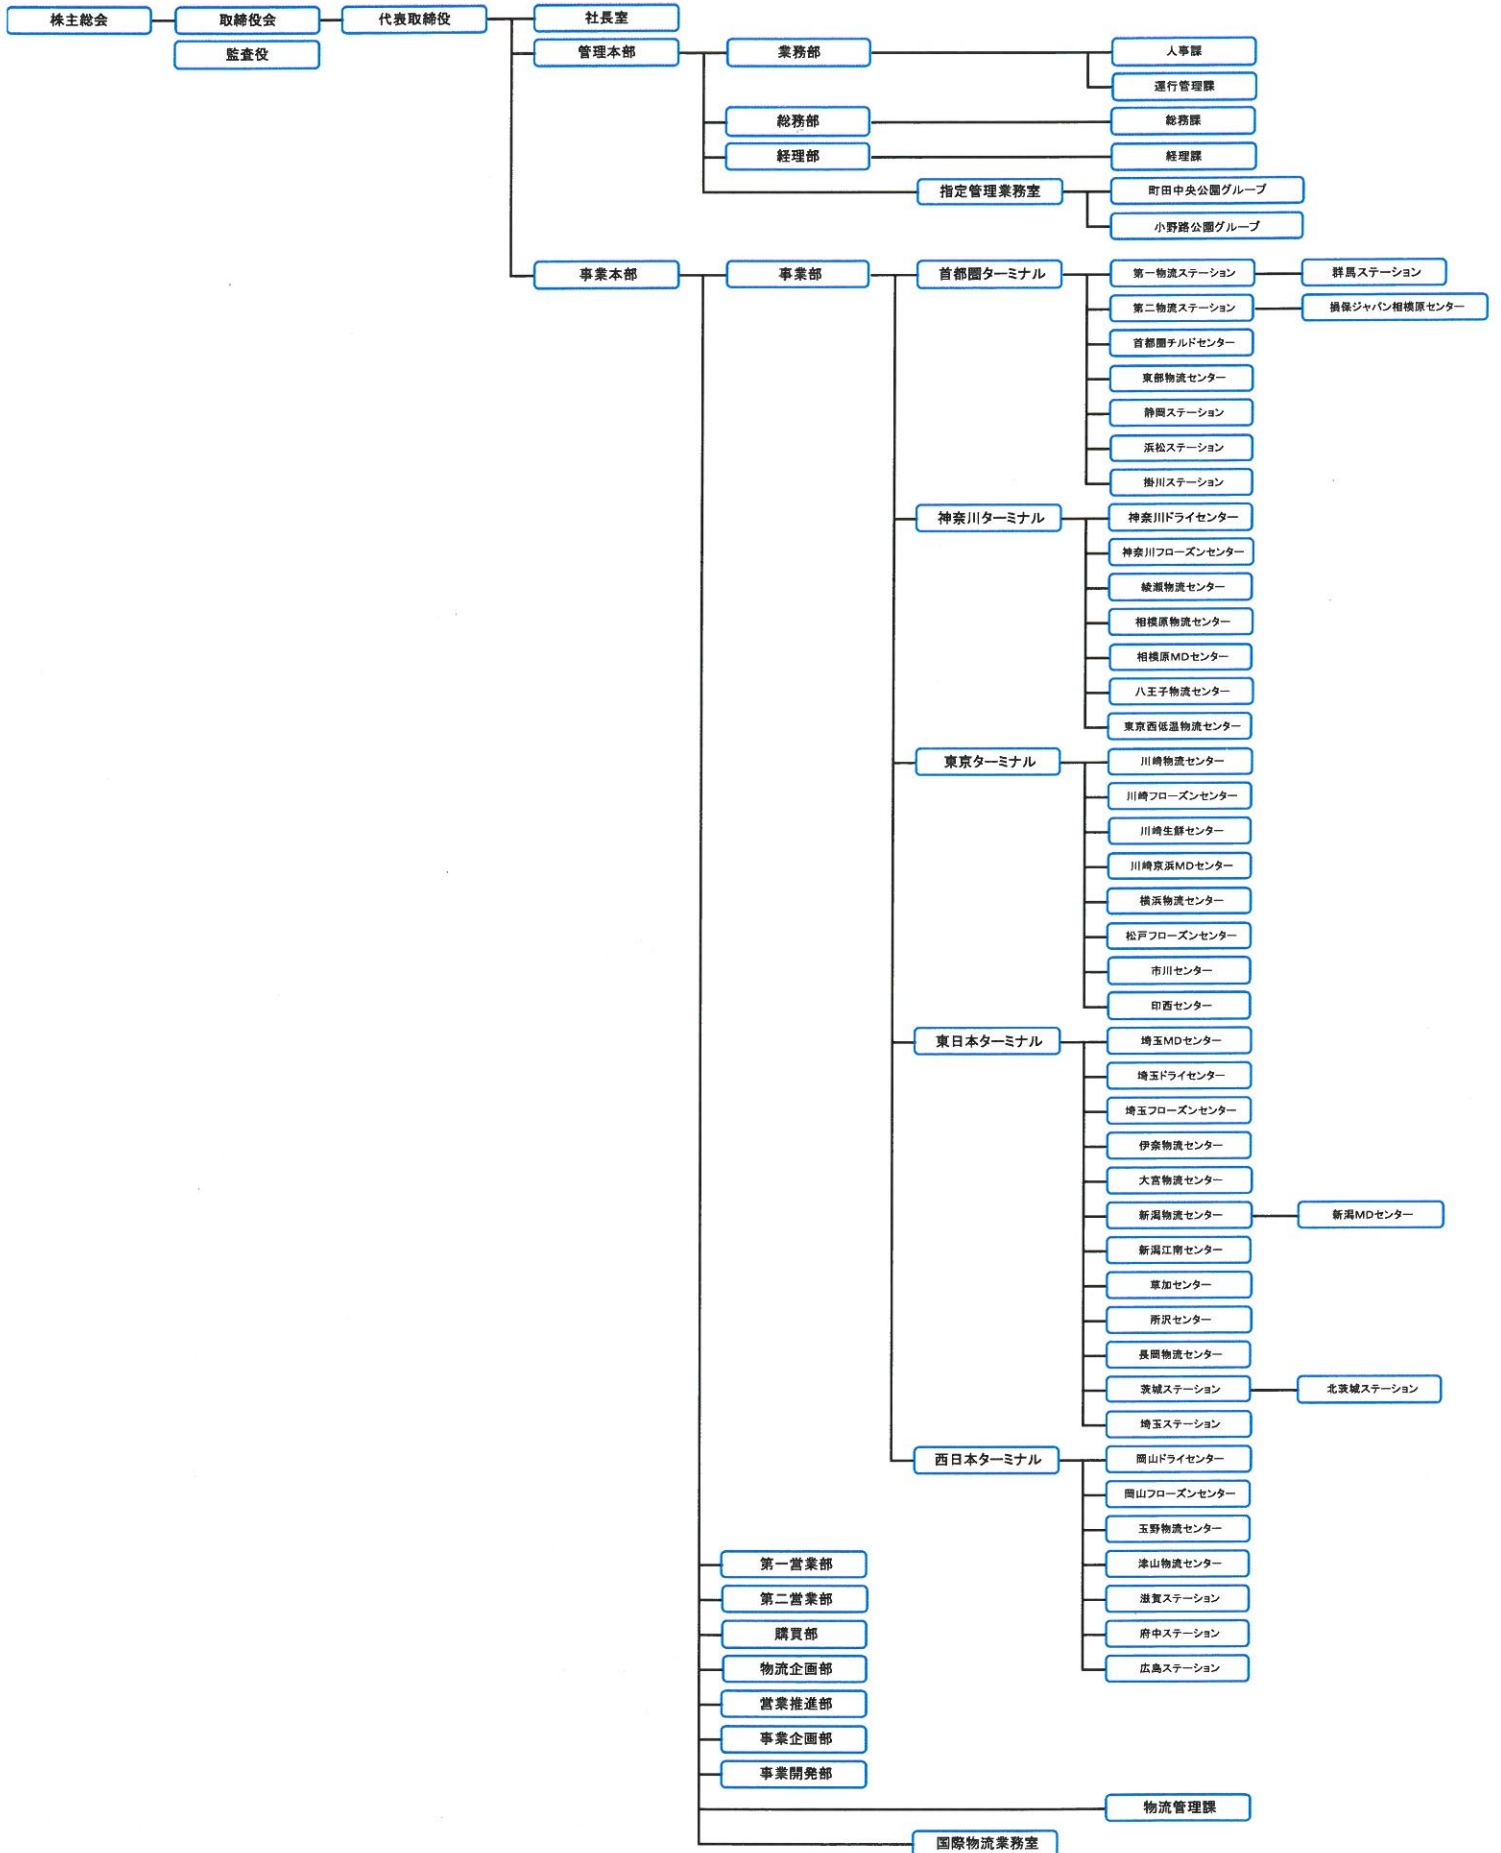 株主総会
取締役会
代表取締役
社長室
監査役
管理本部
業務部
人事課
運行管理課
総務部
総務課
経理部
経理課
指定管理業務室
町田中央公園グループ
小野路公園グループ
事業本部
事業部
首都圏ターミナル
第一物流ステーション
群馬ステーション
第二物流ステーション
損保ジャパン相模原センター
首都圏チルドセンター
東部物流センター
静岡ステーション
浜松ステーション
掛川ステーション
神奈川ターミナル
神奈川ドライセンター
神奈川フローズンセンター
綾瀬物流センター
相模原物流センター
相模原MDセンター
八王子物流センター
東京西低温物流センター
東京ターミナル
川崎物流センター
川崎フローズンセンター
川崎生鮮センター
川崎京浜MDセンター
横浜物流センター
松戸フローズンセンター
市川センター
印西センター
東日本ターミナル
埼玉MDセンター
埼玉ドライセンター
埼玉フローズンセンター
伊奈物流センター
大宮物流センター
新潟物流センター
新潟MDセンター
新潟江南センター
草加センター
所沢センター
長岡物流センター
茨城ステーション
北茨城ステーション
埼玉ステーション
西日本ターミナル
岡山ドライセンター
岡山フローズンセンター
玉野物流センター
津山物流センター
滋賀ステーション
府中ステーション
広島ステーション
第一営業部
第二営業部
購買部
物流企画部
営業推進部
事業企画部
事業開発部
物流管理課
国際物流業務室